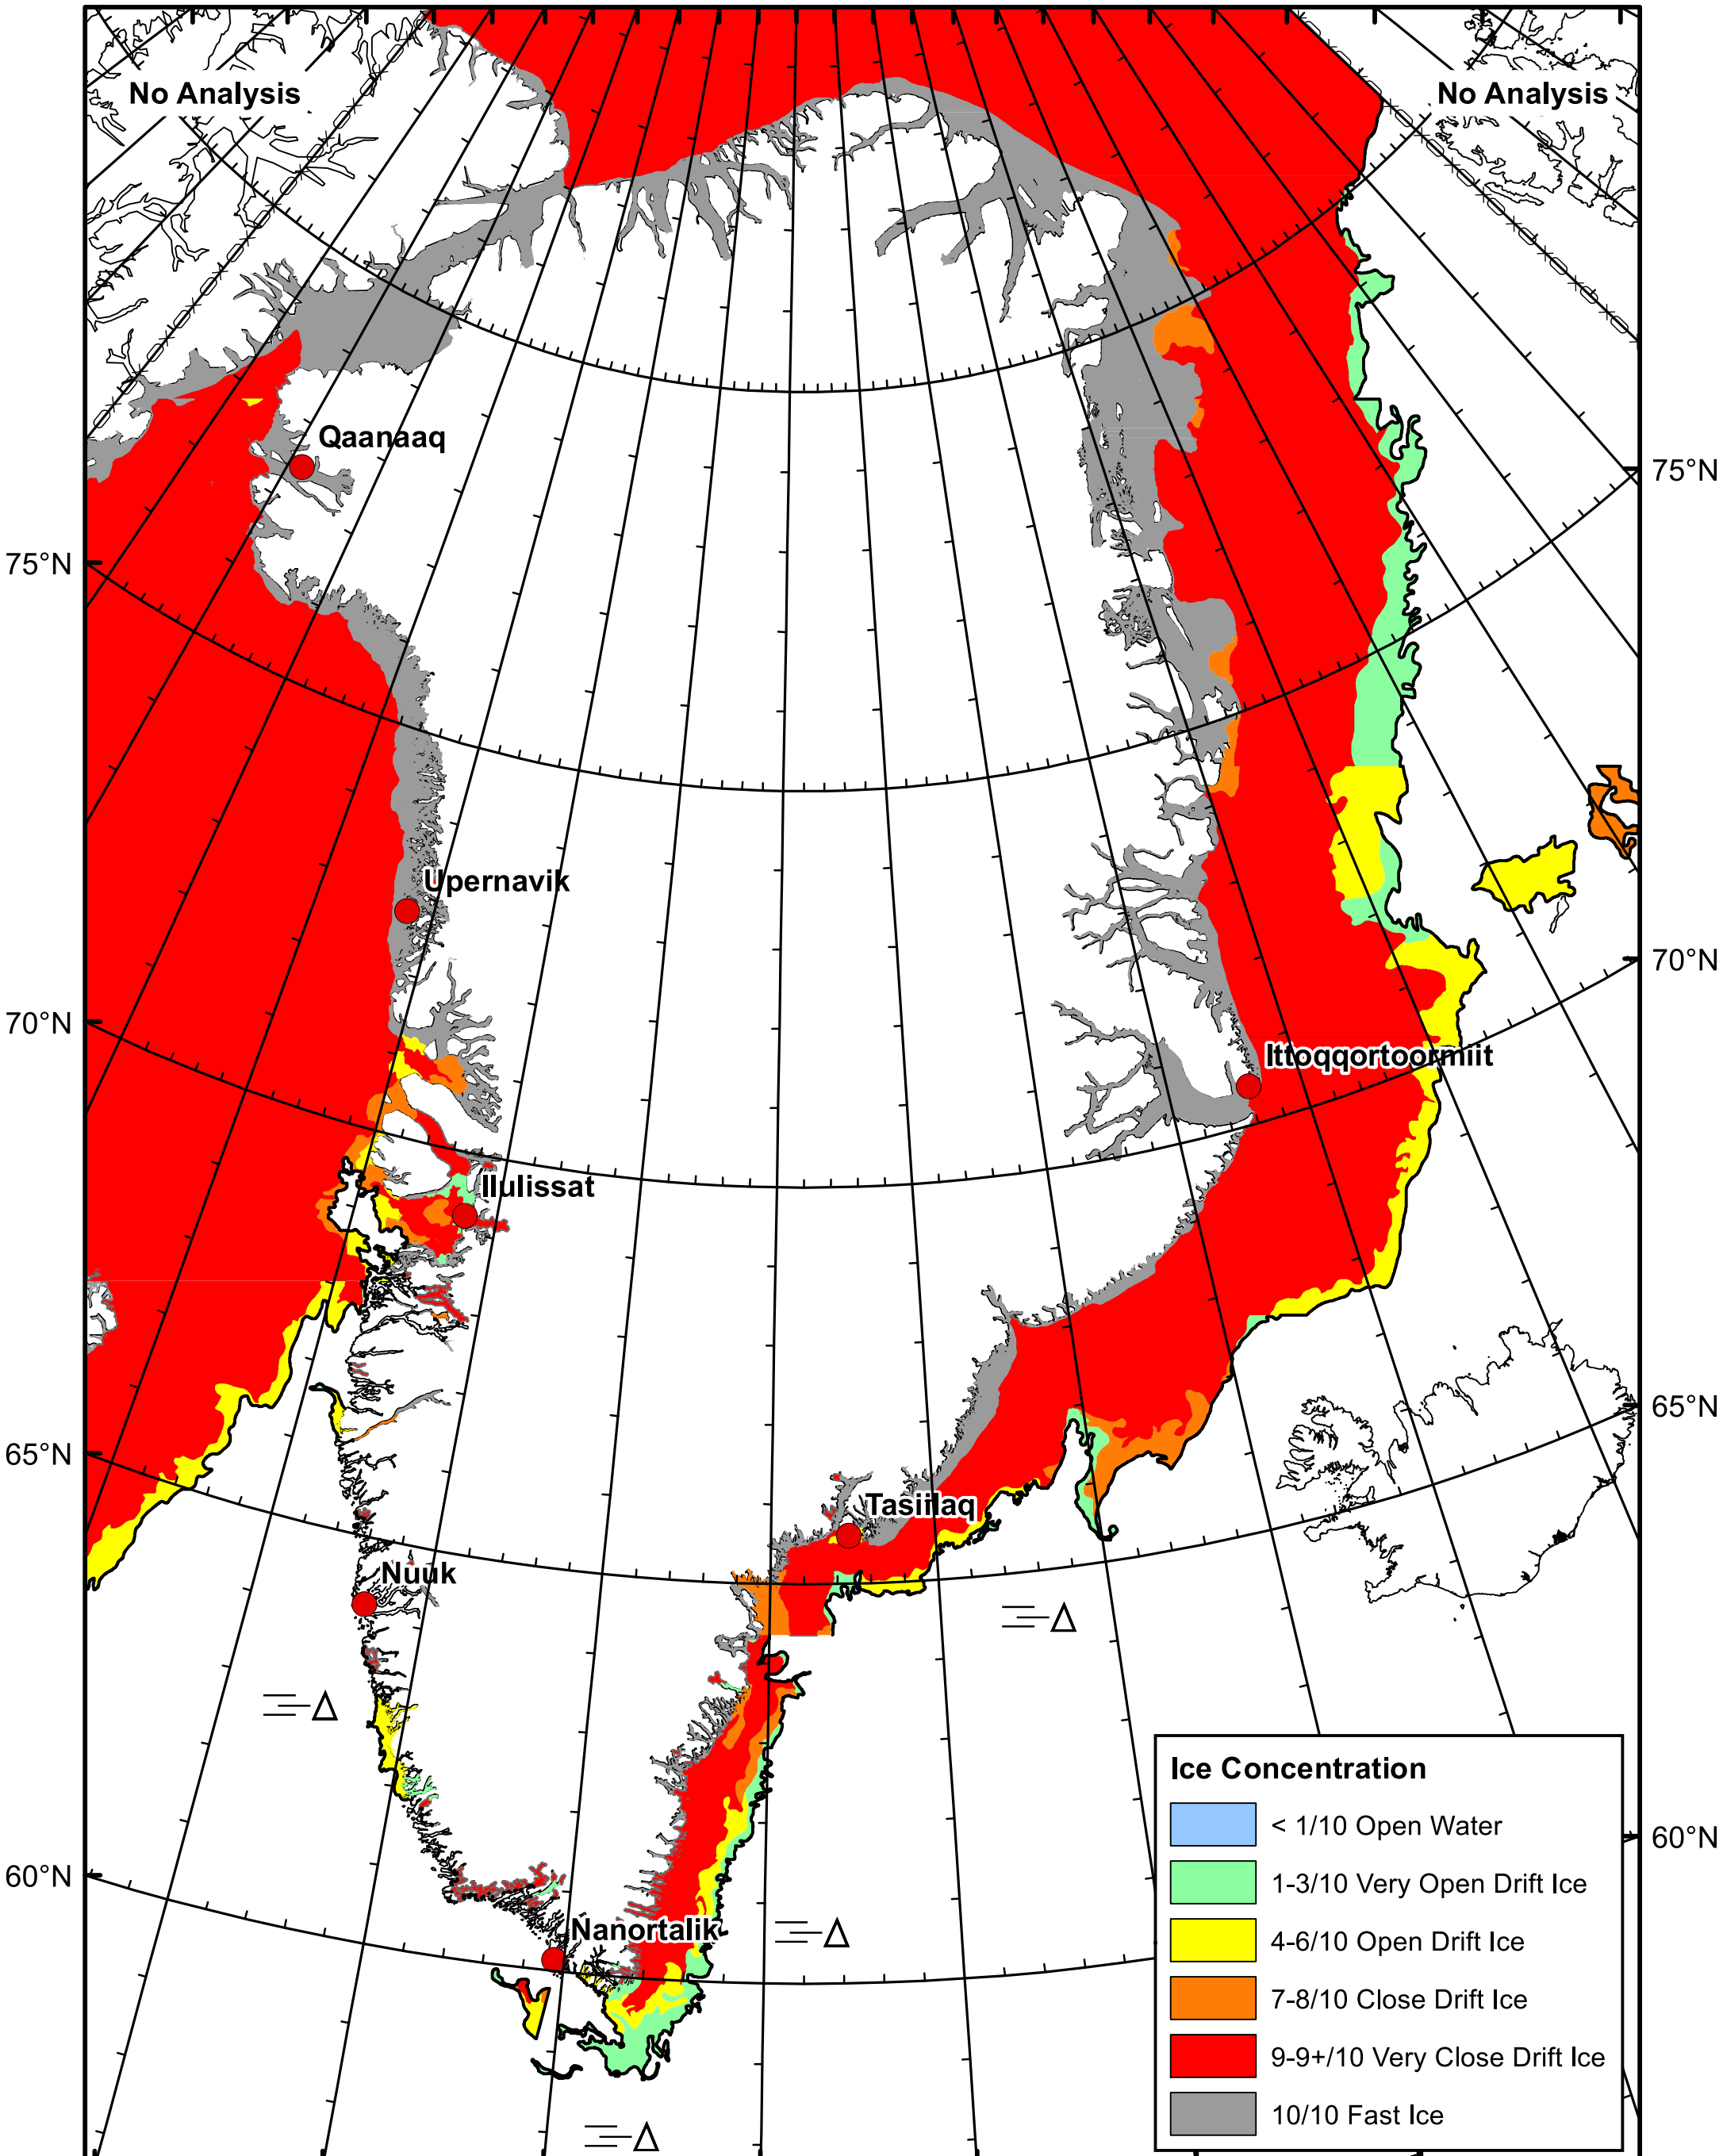 No Analysis
No Analysis
Qaanaaq
75°N
75°N
Upernavik
70°N
70°N
Ittoqqortoormiit
Ilulissat
65°N
65°N
Tasiilaq
Nuuk
60°N
60°N
Nanortalik
Ice Concentration
< 1/10 Open Water
1-3/10 Very Open Drift Ice
4-6/10 Open Drift Ice
7-8/10 Close Drift Ice
9-9+/10 Very Close Drift Ice
10/10 Fast Ice